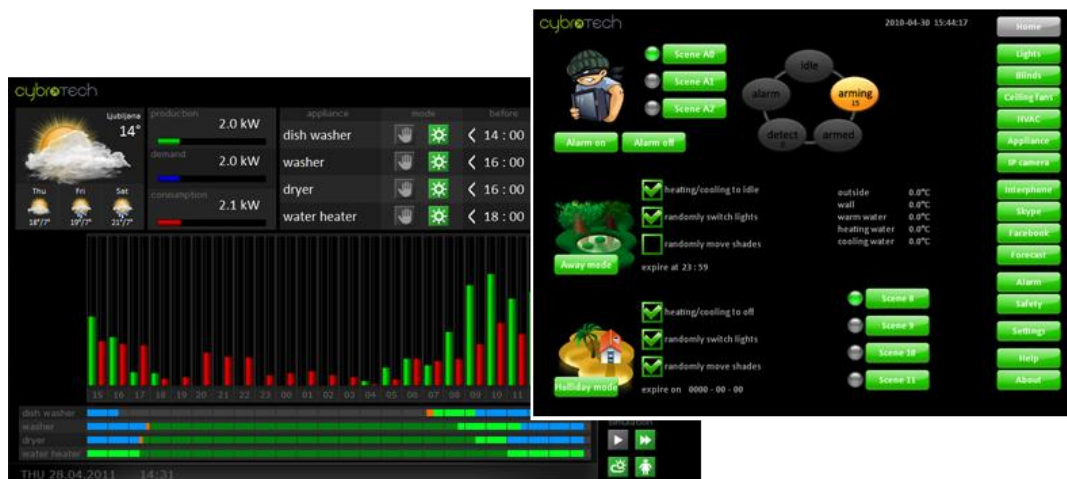 cybrotech
Ljubljana
14°
Thu Fri Sat
18°/7° 19°/7° 21°/7°
production
2.0 kW
demand
2.0 kW
consumption
2.1 kW
appliance mode before
dish washer < 14 : 00
washer < 16 : 00
dryer < 16 : 00
water heater < 18 : 00
15 16 17 18 19 20 21 22 23 00 01 02 03 04 05 06 07 08 09 10 11
dish washer
washer
dryer
water heater
simulation
THU 28.04.2011 14:31
cybrotech
2010-04-30 15:44:17
Scene A0
Scene A1
Scene A2
Alarm on Alarm off
idle
arming
15
armed
detect
0
alarm
heating/cooling to idle
randomly switch lights
randomly move shades
Away mode
expire at 23 : 59
outside 0.0°C
wall 0.0°C
warm water 0.0°C
heating water 0.0°C
cooling water 0.0°C
heating/cooling to off
randomly switch lights
randomly move shades
Holliday mode
expire on 0000 - 00 - 00
Scene 8
Scene 9
Scene 10
Scene 11
Home
Lights
Blinds
Ceiling fans
HVAC
Appliance
IP camera
Interphone
Skype
Facebook
Forecast
Alarm
Safety
Settings
Help
About